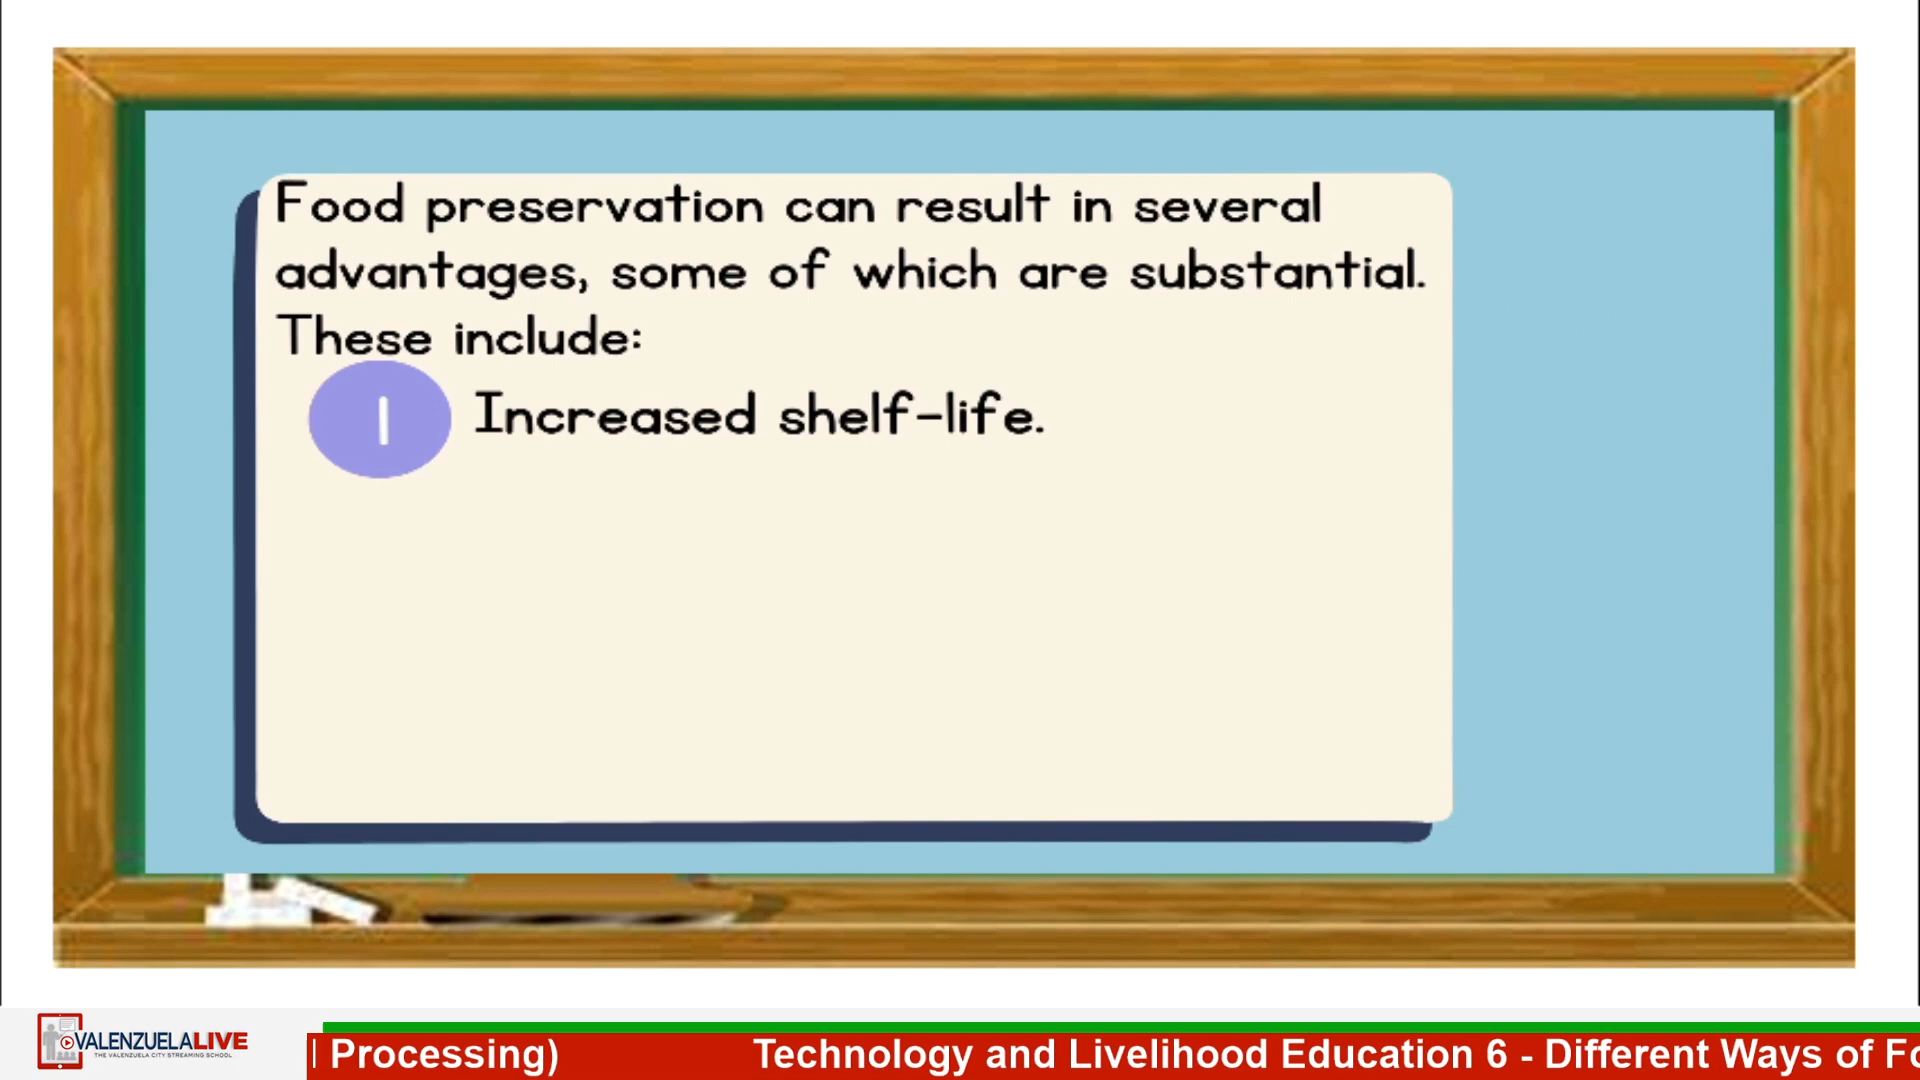 Food preservation can result in several
advantages, some of which are substantial.
These include:
1 Increased shelf-life.
VALENZUELALIVE
THE VALENZUELA CITY STREAMING SCHOOL
Processing) Technology and Livelihood Education 6 - Different Ways of